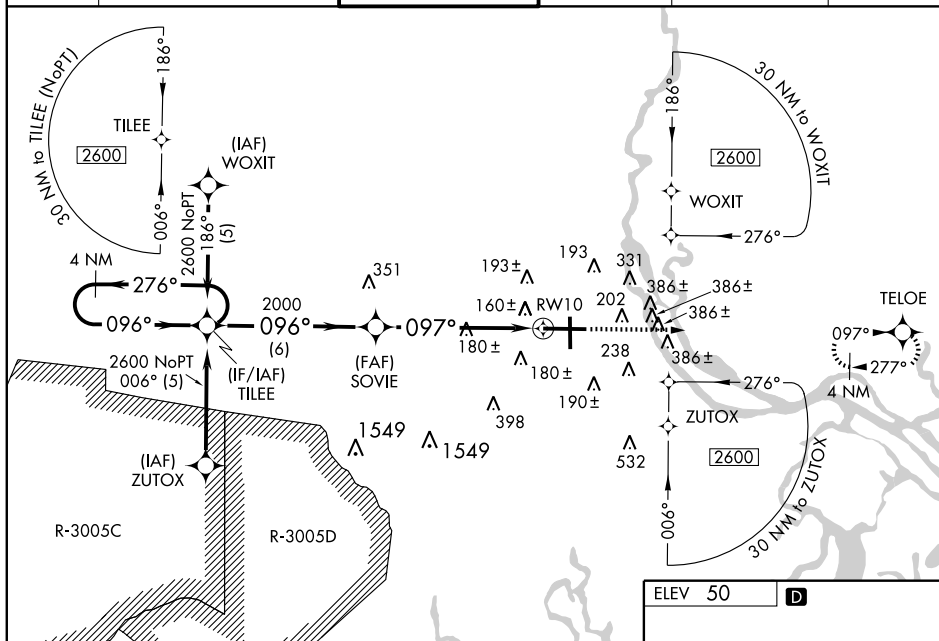 30 NM to TILEE (NoPT)
186°
TILEE
2600
006°
(IAF)
WOXIT
2600 NoPT
186°
(5)
4 NM
276°
096°
2000
096°
(6)
351
(FAF)
SOVIE
097°
2600 NoPT
006° (5)
(IF/IAF)
TILEE
(IAF)
ZUTOX
193±
193
331
160±
RW10
202
386±
386±
386±
386±
180±
180±
238
190±
398
1549
1549
532
R-3005C
R-3005D
30 NM to WOXIT
186°
2600
WOXIT
276°
TELOE
097°
277°
4 NM
276°
ZUTOX
2600
006°
30 NM to ZUTOX
ELEV 50
D